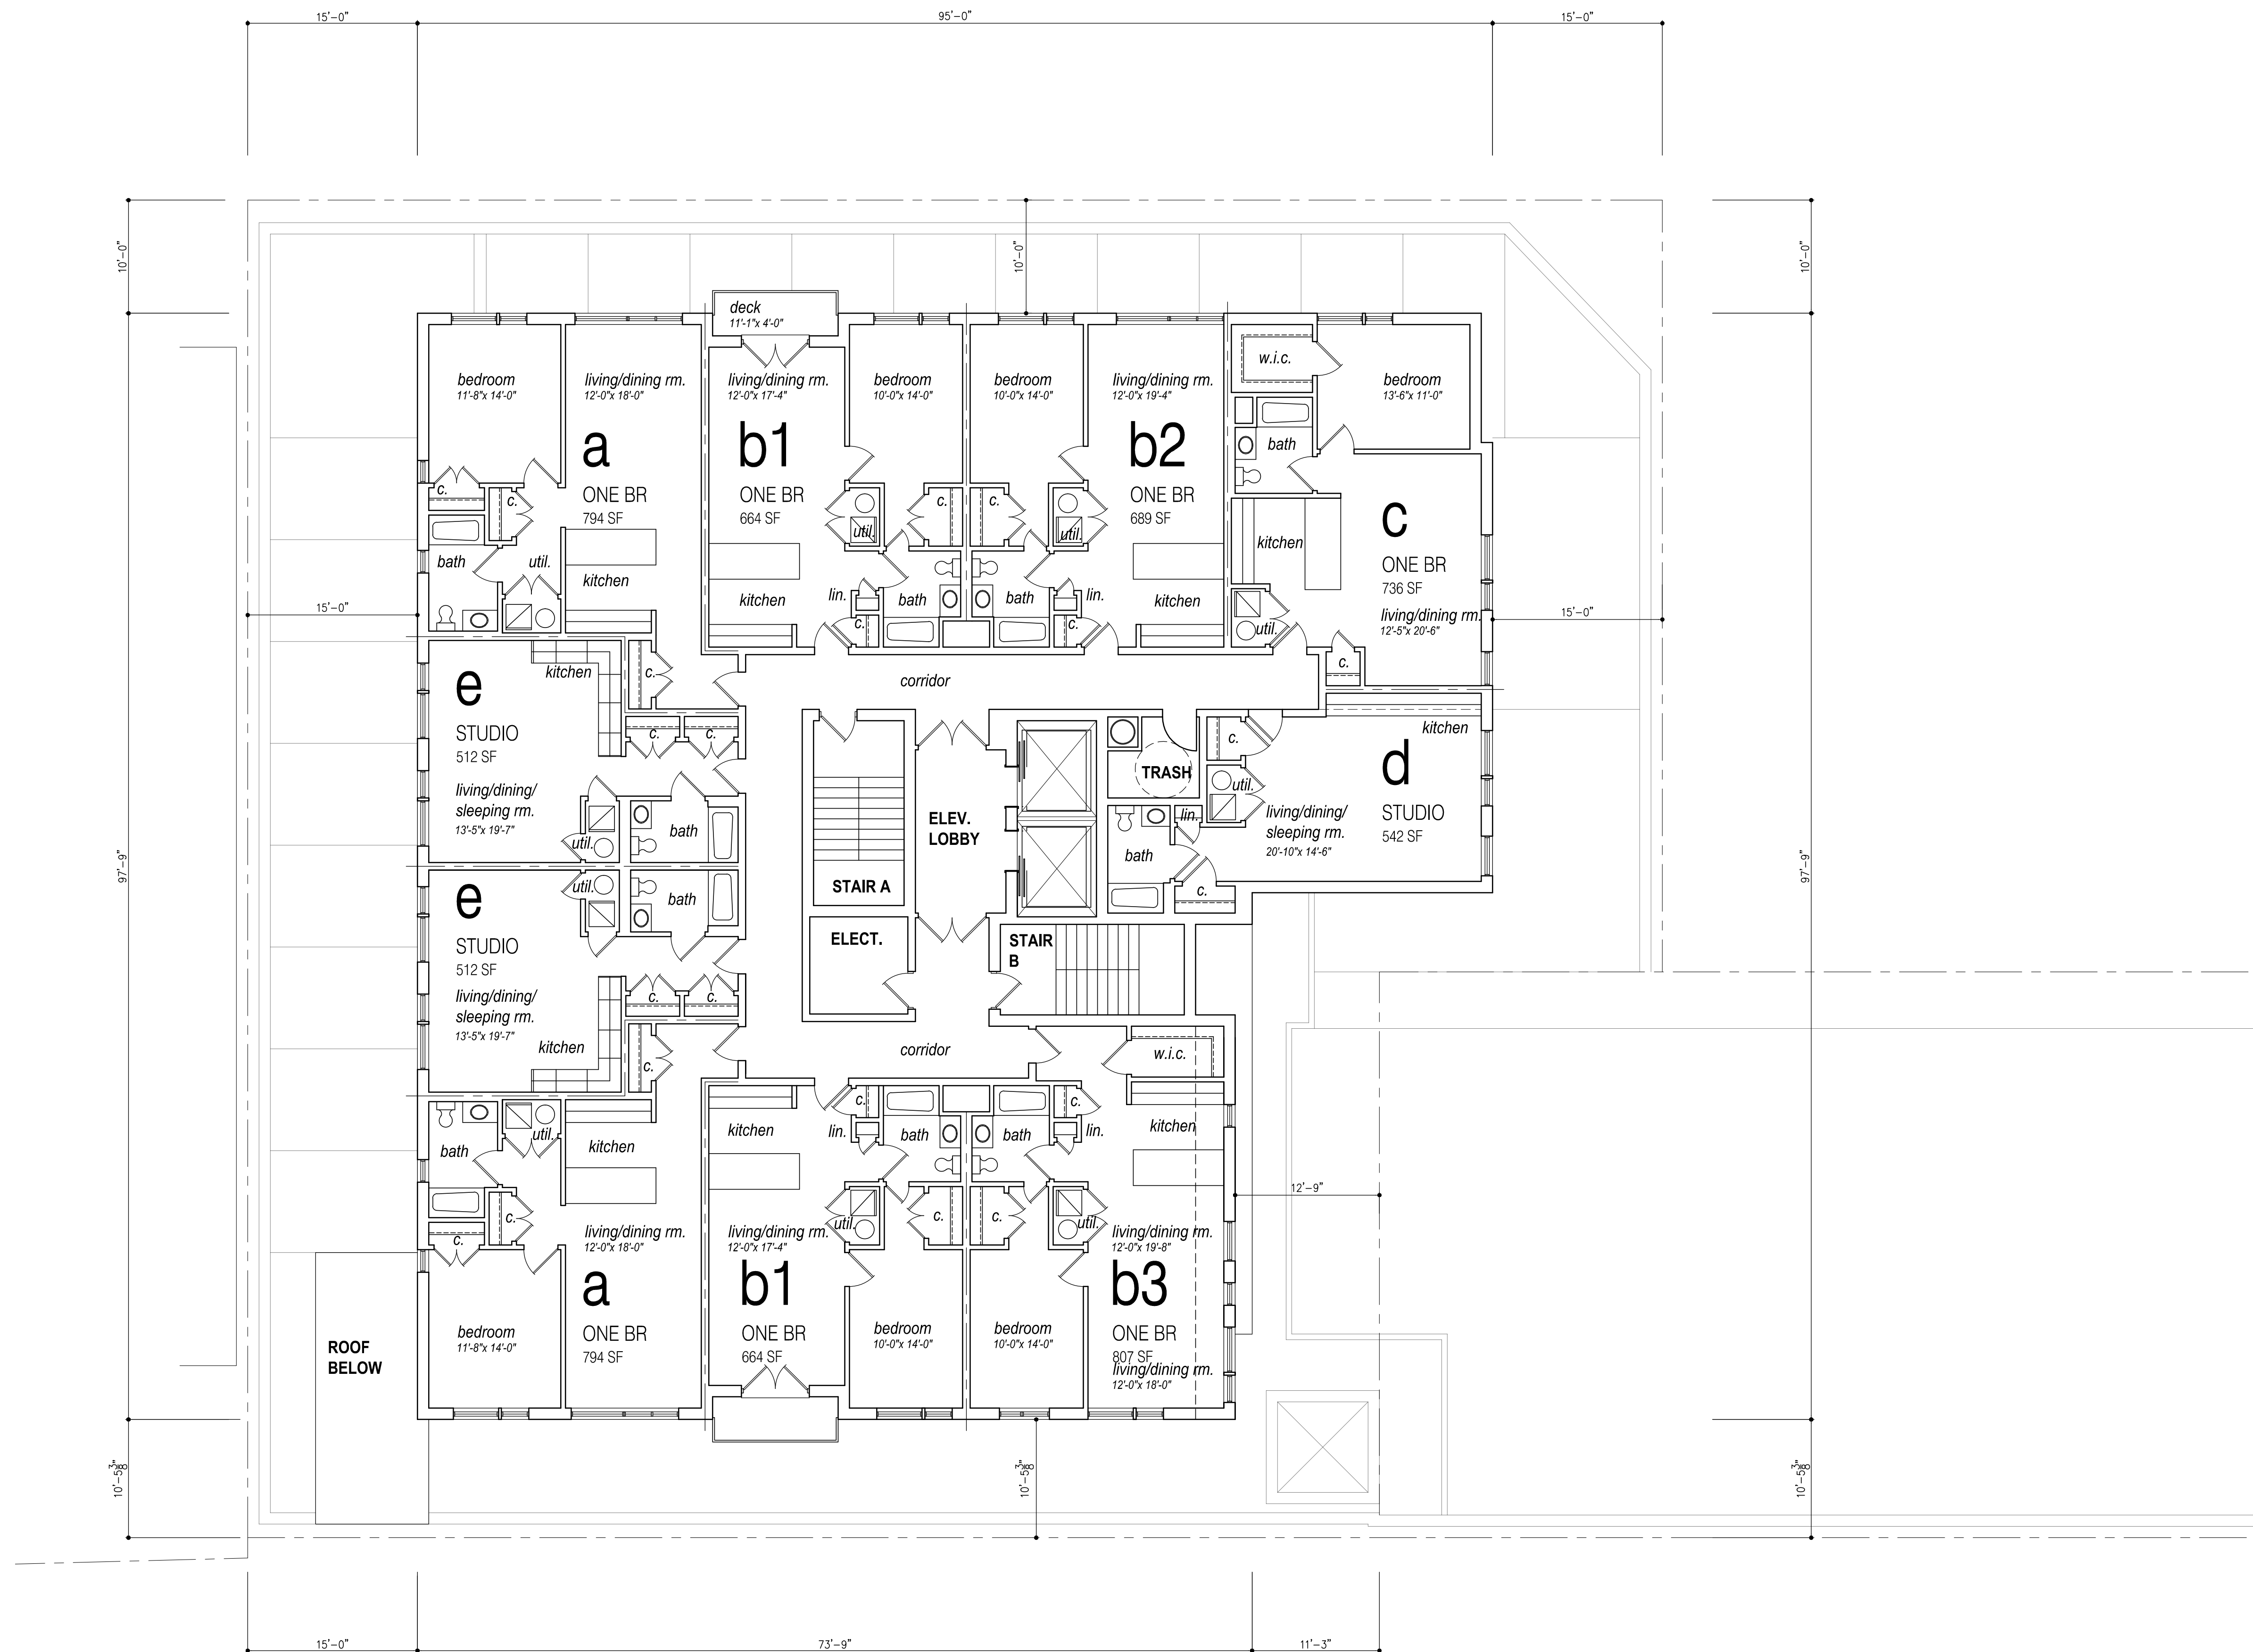 15'-0"
95'-0"
15'-0"
10'-0"
10'-0"
10'-0"
deck
11'-1"x 4'-0"
bedroom
11'-8"x 14'-0"
living/dining rm.
12'-0"x 18'-0"
a
ONE BR
794 SF
c.
c.
bath
util.
kitchen
living/dining rm.
12'-0"x 17'-4"
b1
ONE BR
664 SF
bedroom
10'-0"x 14'-0"
c.
util.
kitchen
lin.
bath
c.
bedroom
10'-0"x 14'-0"
living/dining rm.
12'-0"x 19'-4"
b2
ONE BR
689 SF
c.
util.
bath
lin.
kitchen
c.
w.i.c.
bedroom
13'-6"x 11'-0"
bath
kitchen
c
ONE BR
736 SF
living/dining rm.
12'-5"x 20'-6"
util.
c.
15'-0"
15'-0"
corridor
e
STUDIO
512 SF
living/dining/
sleeping rm.
13'-5"x 19'-7"
kitchen
c.
c.
c.
util.
bath
STAIR A
ELEV.
LOBBY
TRASH
c.
util.
lin.
bath
c.
kitchen
d
STUDIO
542 SF
living/dining/
sleeping rm.
20'-10"x 14'-6"
97'-9"
97'-9"
e
STUDIO
512 SF
living/dining/
sleeping rm.
13'-5"x 19'-7"
util.
bath
c.
c.
kitchen
c.
ELECT.
STAIR
B
corridor
w.i.c.
bath
util.
kitchen
c.
c.
living/dining rm.
12'-0"x 18'-0"
a
ONE BR
794 SF
bedroom
11'-8"x 14'-0"
kitchen
lin.
c.
bath
util.
c.
living/dining rm.
12'-0"x 17'-4"
b1
ONE BR
664 SF
bedroom
10'-0"x 14'-0"
bath
c.
lin.
kitchen
c.
util.
living/dining rm.
12'-0"x 19'-8"
b3
ONE BR
807 SF
living/dining rm.
12'-0"x 18'-0"
bedroom
10'-0"x 14'-0"
12'-9"
ROOF
BELOW
10'-5 3/8"
10'-5 3/8"
10'-5 3/8"
15'-0"
73'-9"
11'-3"